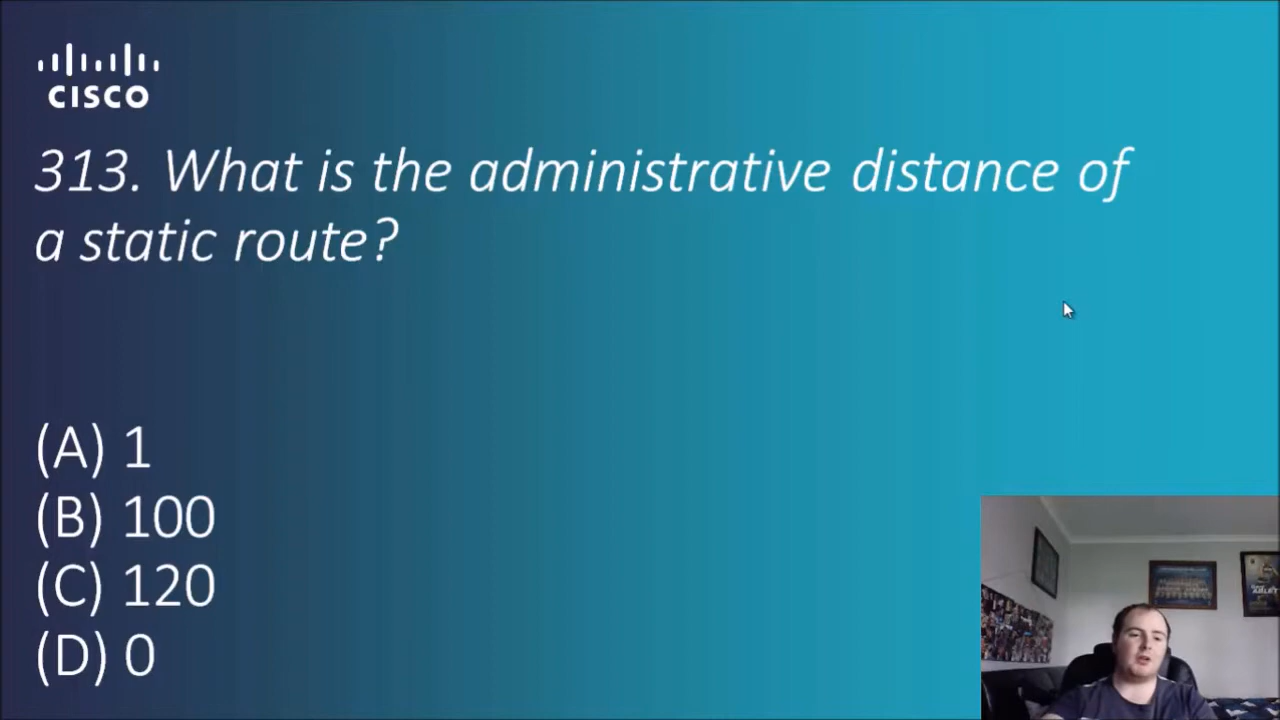 CISCO
313. What is the administrative distance of
a static route?
(A) 1
(B) 100
(C) 120
(D) 0